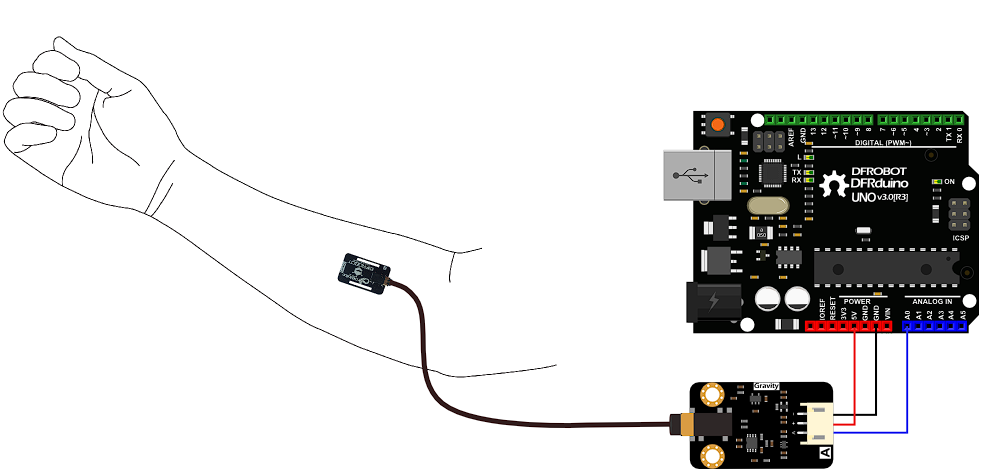 AREF
GND
13
12
~11
~10
~9
8
7
~6
~5
4
~3
2
TX 1
RX 0
DIGITAL (PWM~)
L
TX
RX
DFROBOT
DFRduino
UNO v3.0[R3]
ON
ICSP
POWER
ANALOG IN
IOREF
RESET
3V3
5V
GND
GND
VIN
A0
A1
A2
A3
A4
A5
Gravity
-
+
A